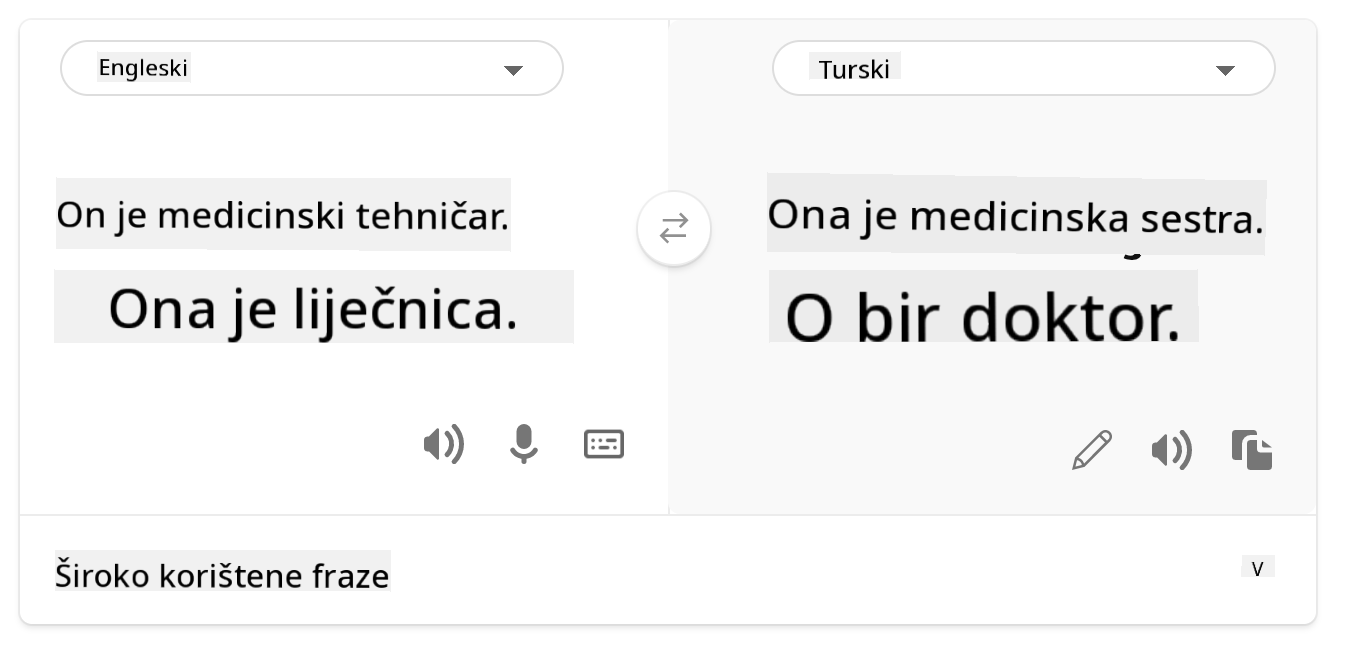 Engleski
Turski
On je medicinski tehničar.
Ona je liječnica.
Ona je medicinska sestra.
O bir doktor.
Široko korištene fraze
v